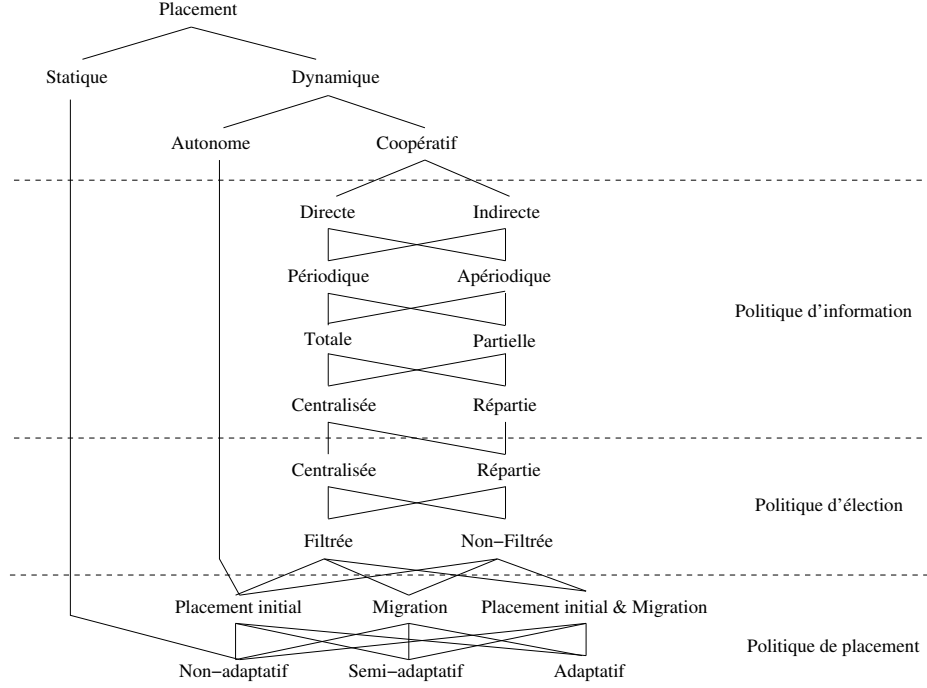 Placement
Statique Dynamique
Autonome Coopératif
Directe Indirecte
Périodique Apériodique
Politique d'information
Totale Partielle
Centralisée Répartie
Centralisée Répartie
Politique d'élection
Filtrée Non-Filtrée
Placement initial Migration Placement initial & Migration
Politique de placement
Non-adaptatif Semi-adaptatif Adaptatif